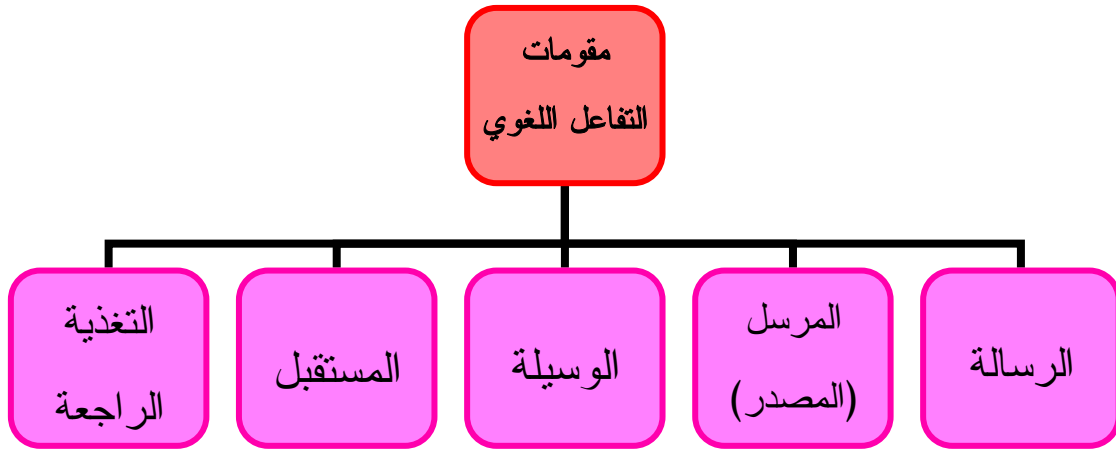 مقومات
التفاعل اللغوي
الرسالة
المرسل
(المصدر)
الوسيلة
المستقبل
التغذية
الراجعة